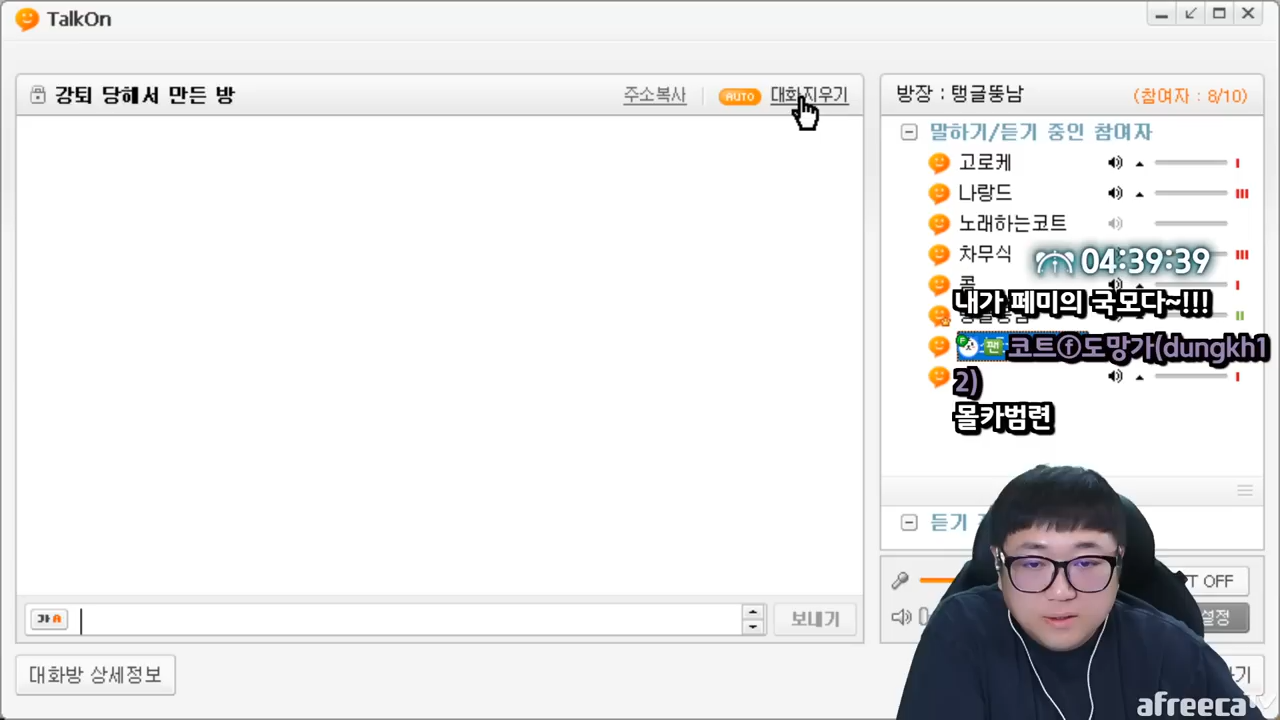 TalkOn
강퇴 당해서 만든 방
주소복사
AUTO
대화지우기
방장 : 탱글뚱남
(참여자 : 8/10)
말하기/듣기 중인 참여자
고로케
나랑드
노래하는코트
차무식
04:39:39
콤
내가 페미의 국모다~!!!
팬 코트ⓕ도망가(dungkh1
2)
몰카범련
듣기
T OFF
설정
가A
보내기
대화방 상세정보
afreecaTV